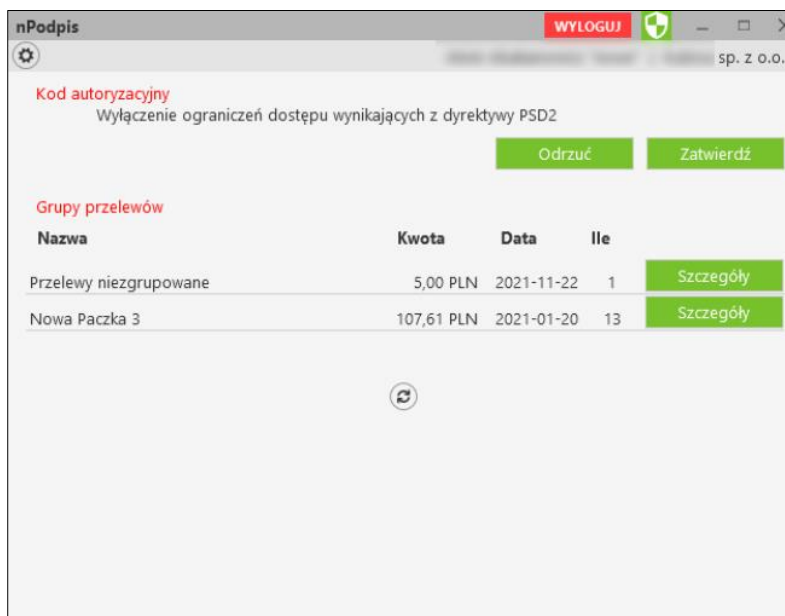 nPodpis WYLOGUJ
sp. z o.o.
Kod autoryzacyjny
Wyłączenie ograniczeń dostępu wynikających z dyrektywy PSD2
Odrzuć Zatwierdź
Grupy przelewów
Nazwa Kwota Data Ile
Przelewy niezgrupowane 5,00 PLN 2021-11-22 1 Szczegóły
Nowa Paczka 3 107,61 PLN 2021-01-20 13 Szczegóły